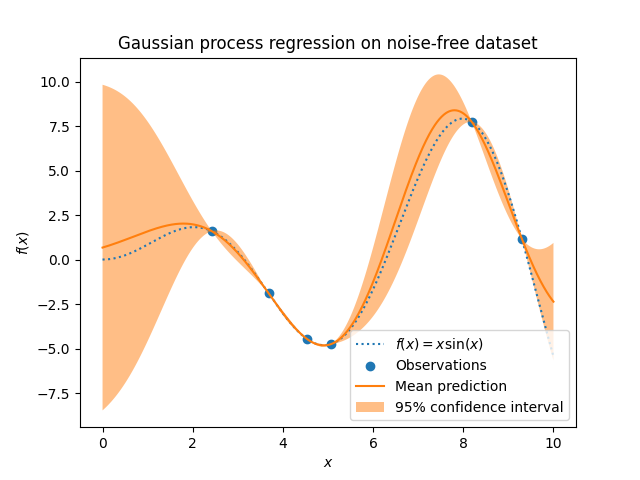 Gaussian process regression on noise-free dataset
10.0
7.5
5.0
2.5
0.0
−2.5
−5.0
−7.5
f(x)
f(x) = x sin(x)
Observations
Mean prediction
95% confidence interval
0 2 4 6 8 10
x